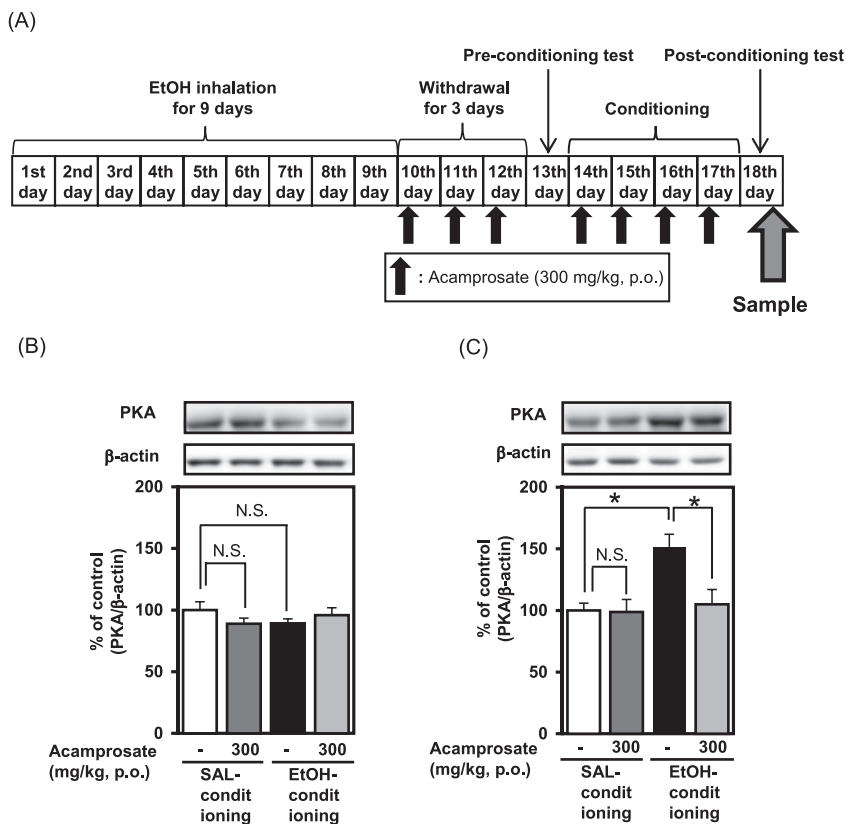 (A)
Pre-conditioning test
Post-conditioning test
EtOH inhalation
for 9 days
Withdrawal
for 3 days
Conditioning
1st day
2nd day
3rd day
4th day
5th day
6th day
7th day
8th day
9th day
10th day
11th day
12th day
13th day
14th day
15th day
16th day
17th day
18th day
: Acamprosate (300 mg/kg, p.o.)
Sample
(B)
PKA
β-actin
200
150
100
50
0
% of control
(PKA/β-actin)
N.S.
N.S.
Acamprosate
(mg/kg, p.o.)
- 300 - 300
SAL-
condit
ioning
EtOH-
condit
ioning
(C)
PKA
β-actin
200
150
100
50
0
% of control
(PKA/β-actin)
* *
N.S.
Acamprosate
(mg/kg, p.o.)
- 300 - 300
SAL-
condit
ioning
EtOH-
condit
ioning